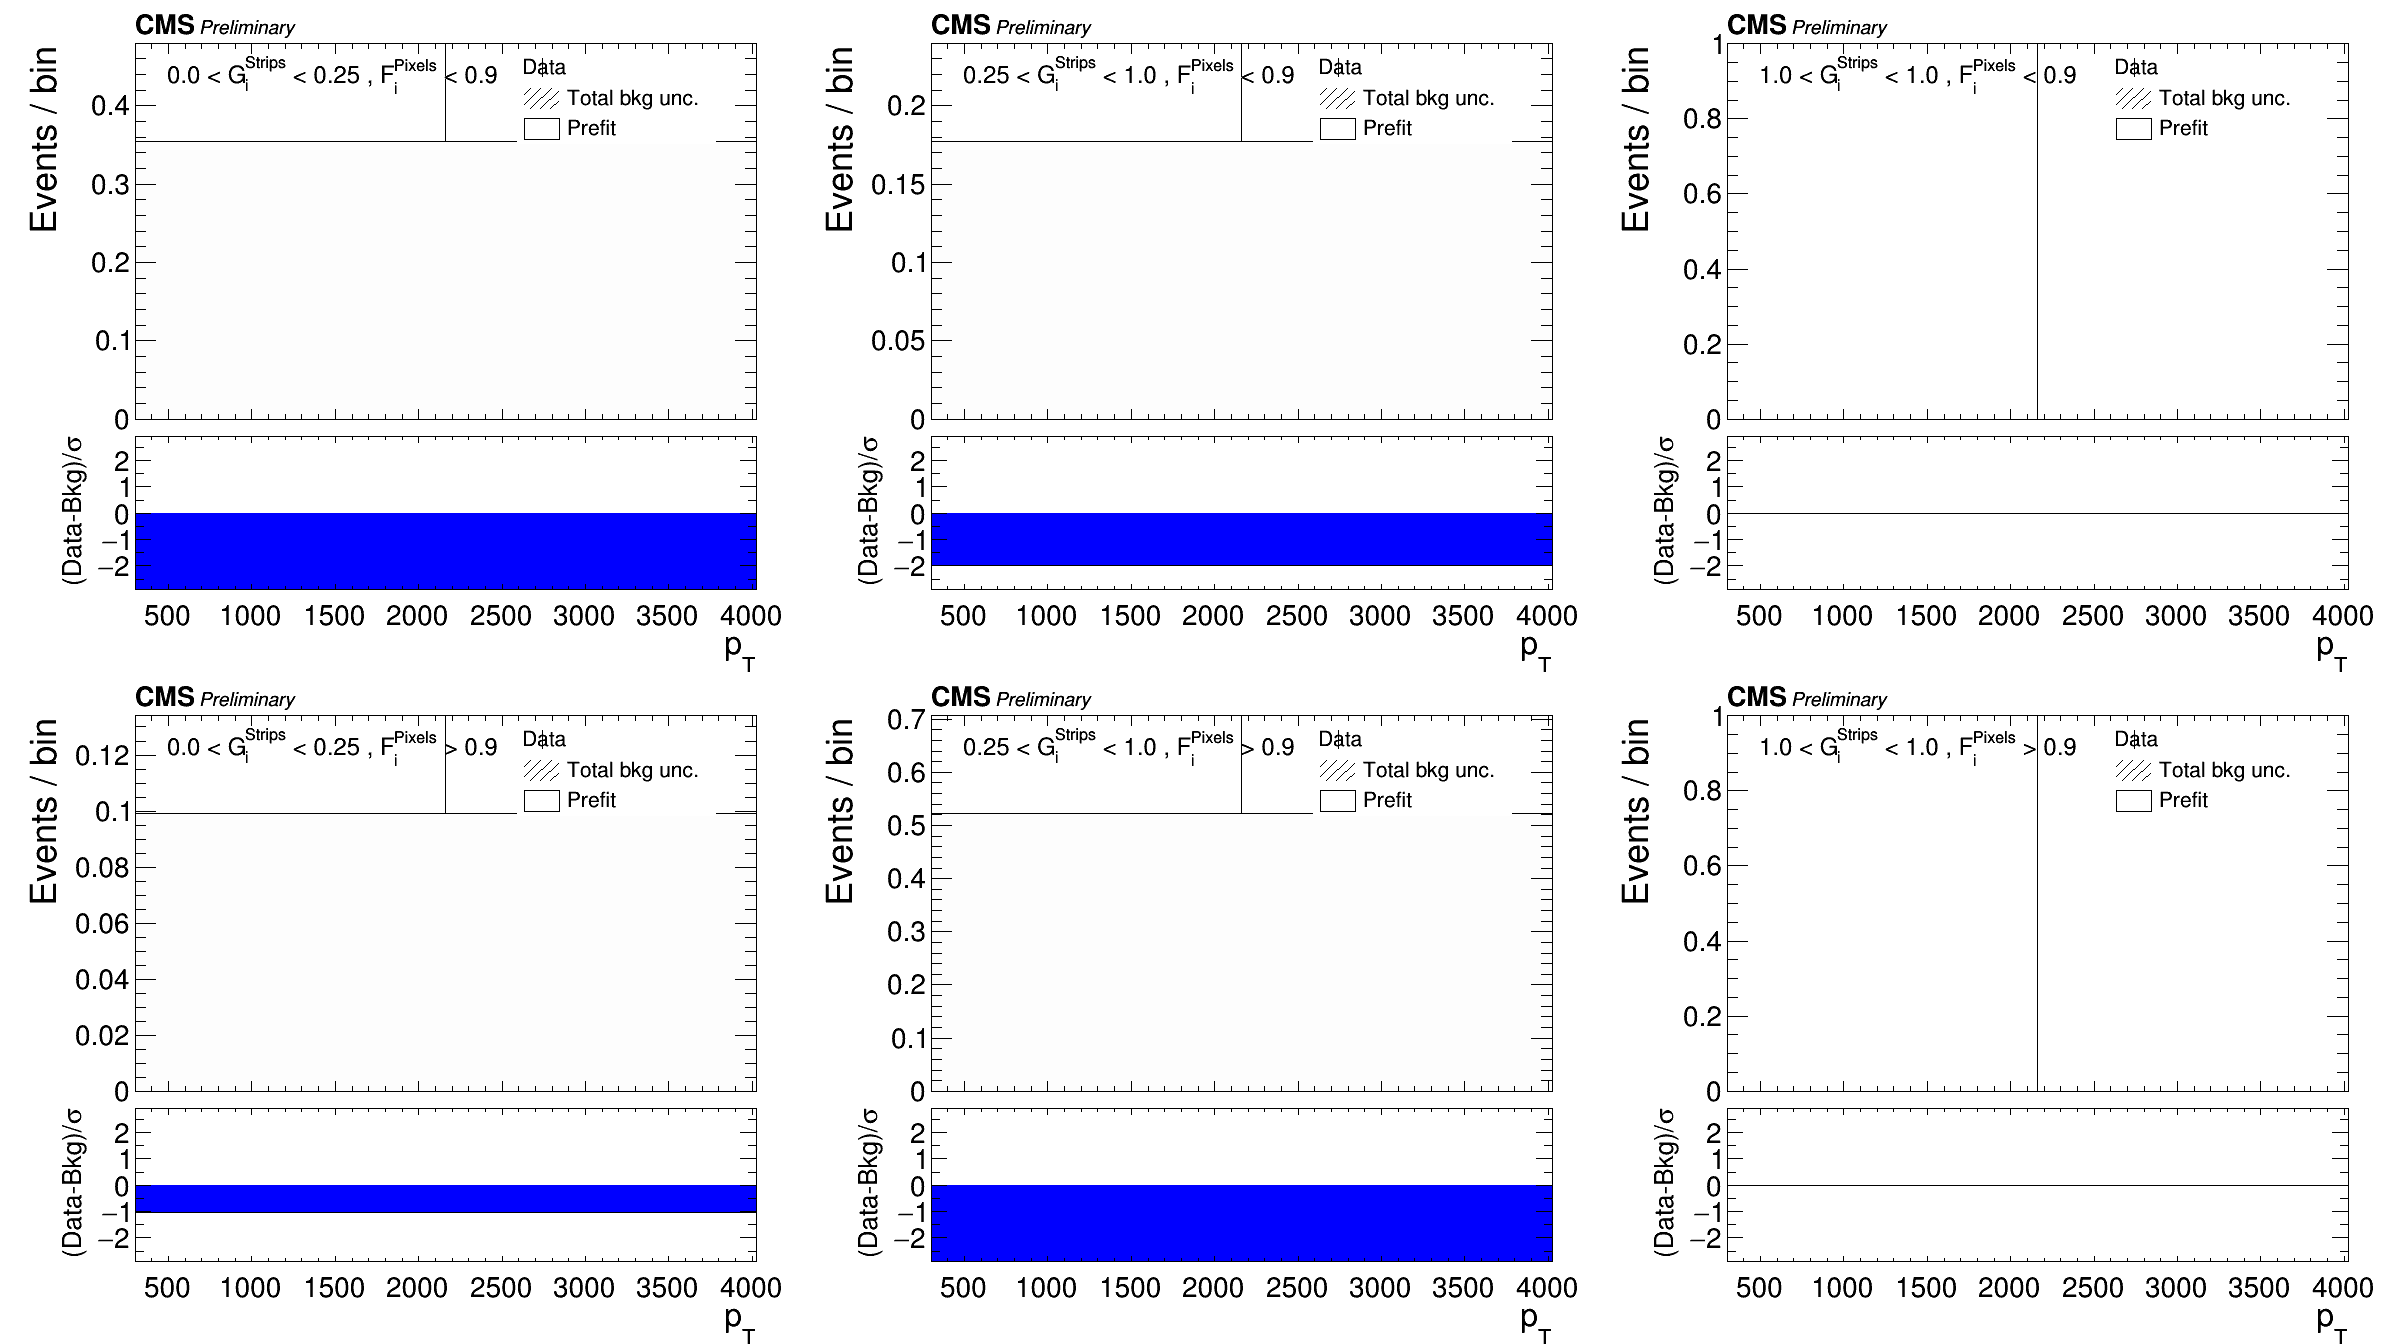 CMS Preliminary
Events / bin
0.0 < G_i^Strips < 0.25 , F_i^Pixels < 0.9
Data
Total bkg unc.
Prefit
0.4
0.3
0.2
0.1
0
(Data-Bkg)/σ
2
1
0
−1
−2
500 1000 1500 2000 2500 3000 3500 4000
p_T
CMS Preliminary
Events / bin
0.25 < G_i^Strips < 1.0 , F_i^Pixels < 0.9
Data
Total bkg unc.
Prefit
0.2
0.15
0.1
0.05
0
(Data-Bkg)/σ
2
1
0
−1
−2
500 1000 1500 2000 2500 3000 3500 4000
p_T
CMS Preliminary
Events / bin
1.0 < G_i^Strips < 1.0 , F_i^Pixels < 0.9
Data
Total bkg unc.
Prefit
1
0.8
0.6
0.4
0.2
0
(Data-Bkg)/σ
2
1
0
−1
−2
500 1000 1500 2000 2500 3000 3500 4000
p_T
CMS Preliminary
Events / bin
0.0 < G_i^Strips < 0.25 , F_i^Pixels > 0.9
Data
Total bkg unc.
Prefit
0.12
0.1
0.08
0.06
0.04
0.02
0
(Data-Bkg)/σ
2
1
0
−1
−2
500 1000 1500 2000 2500 3000 3500 4000
p_T
CMS Preliminary
Events / bin
0.25 < G_i^Strips < 1.0 , F_i^Pixels > 0.9
Data
Total bkg unc.
Prefit
0.7
0.6
0.5
0.4
0.3
0.2
0.1
0
(Data-Bkg)/σ
2
1
0
−1
−2
500 1000 1500 2000 2500 3000 3500 4000
p_T
CMS Preliminary
Events / bin
1.0 < G_i^Strips < 1.0 , F_i^Pixels > 0.9
Data
Total bkg unc.
Prefit
1
0.8
0.6
0.4
0.2
0
(Data-Bkg)/σ
2
1
0
−1
−2
500 1000 1500 2000 2500 3000 3500 4000
p_T